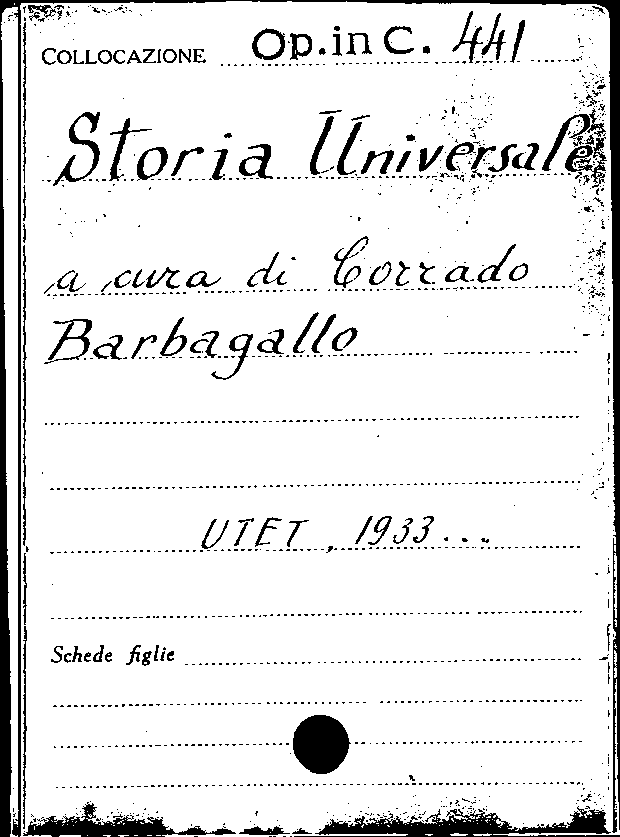 COLLOCAZIONE Op. in C. 441
Storia Universale
a cura di Corrado
Barbagallo
UTET, 1933...
Schede figlie